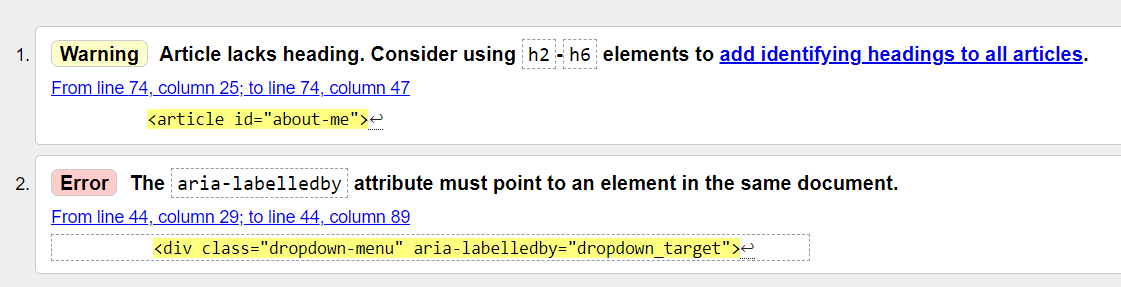 1. Warning Article lacks heading. Consider using h2-h6 elements to add identifying headings to all articles.
From line 74, column 25; to line 74, column 47
<article id="about-me">↩
2. Error The aria-labelledby attribute must point to an element in the same document.
From line 44, column 29; to line 44, column 89
<div class="dropdown-menu" aria-labelledby="dropdown_target">↩